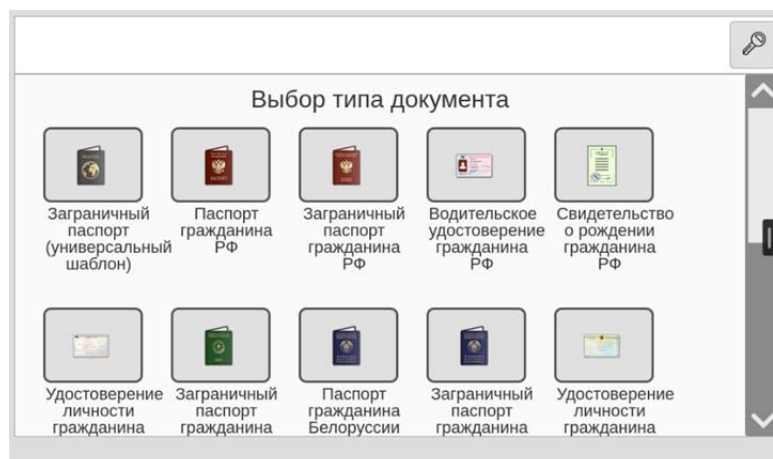 Выбор типа документа
Заграничный
паспорт
(универсальный
шаблон)
Паспорт
гражданина
РФ
Заграничный
паспорт
гражданина
РФ
Водительское
удостоверение
гражданина
РФ
Свидетельство
о рождении
гражданина
РФ
Удостоверение
личности
гражданина
Заграничный
паспорт
гражданина
Паспорт
гражданина
Белоруссии
Заграничный
паспорт
гражданина
Удостоверение
личности
гражданина